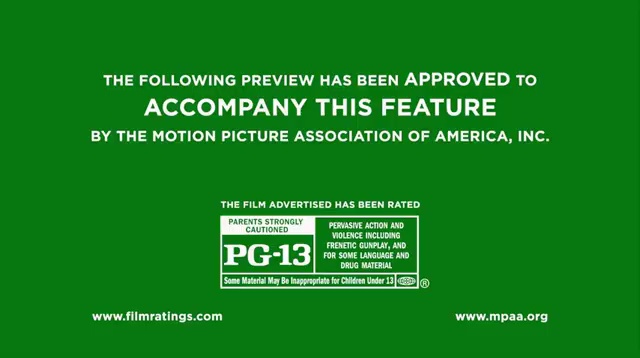 THE FOLLOWING PREVIEW HAS BEEN APPROVED TO
ACCOMPANY THIS FEATURE
BY THE MOTION PICTURE ASSOCIATION OF AMERICA, INC.
THE FILM ADVERTISED HAS BEEN RATED
PARENTS STRONGLY
CAUTIONED
PG-13
PERVASIVE ACTION AND
VIOLENCE INCLUDING
FRENETIC GUNPLAY, AND
FOR SOME LANGUAGE AND
DRUG MATERIAL
Some Material May Be Inappropriate for Children Under 13
®
www.filmratings.com
www.mpaa.org